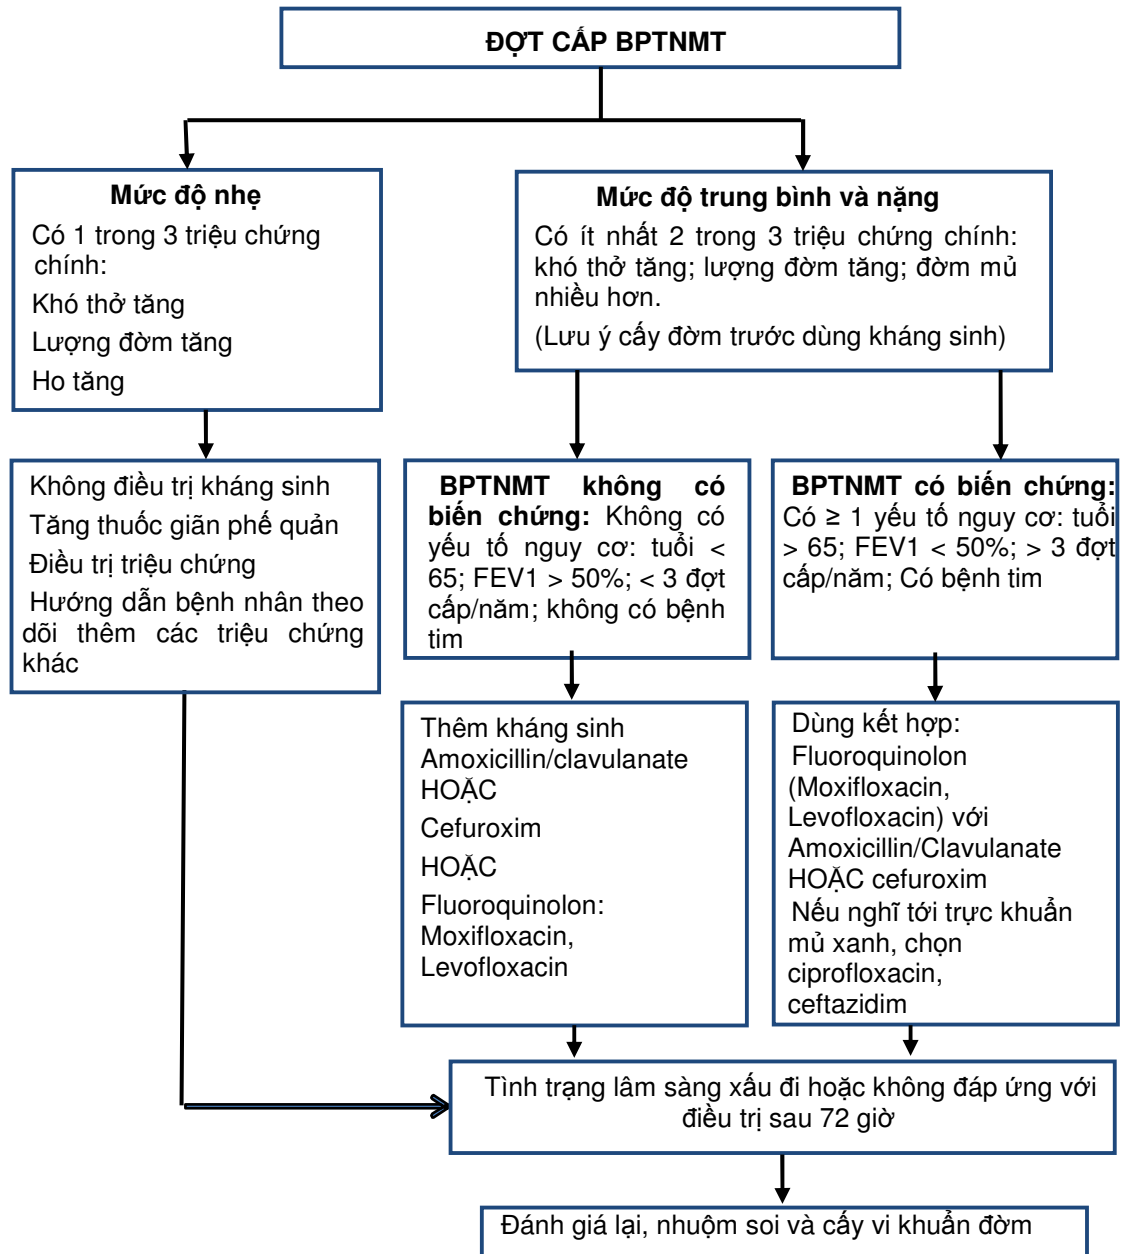 ĐỢT CẤP BPTNMT
Mức độ nhẹ
Có 1 trong 3 triệu chứng
chính:
Khó thở tăng
Lượng đờm tăng
Ho tăng
Mức độ trung bình và nặng
Có ít nhất 2 trong 3 triệu chứng chính:
khó thở tăng; lượng đờm tăng; đờm mủ
nhiều hơn.
(Lưu ý cấy đờm trước dùng kháng sinh)
Không điều trị kháng sinh
Tăng thuốc giãn phế quản
Điều trị triệu chứng
Hướng dẫn bệnh nhân theo
dõi thêm các triệu chứng
khác
BPTNMT không có
biến chứng: Không có
yếu tố nguy cơ: tuổi <
65; FEV1 > 50%; < 3 đợt
cấp/năm; không có bệnh
tim
BPTNMT có biến chứng:
Có ≥ 1 yếu tố nguy cơ: tuổi
> 65; FEV1 < 50%; > 3 đợt
cấp/năm; Có bệnh tim
Thêm kháng sinh
Amoxicillin/clavulanate
HOẶC
Cefuroxim
HOẶC
Fluoroquinolon:
Moxifloxacin,
Levofloxacin
Dùng kết hợp:
Fluoroquinolon
(Moxifloxacin,
Levofloxacin) với
Amoxicillin/Clavulanate
HOẶC cefuroxim
Nếu nghĩ tới trực khuẩn
mủ xanh, chọn
ciprofloxacin,
ceftazidim
Tình trạng lâm sàng xấu đi hoặc không đáp ứng với
điều trị sau 72 giờ
Đánh giá lại, nhuộm soi và cấy vi khuẩn đờm